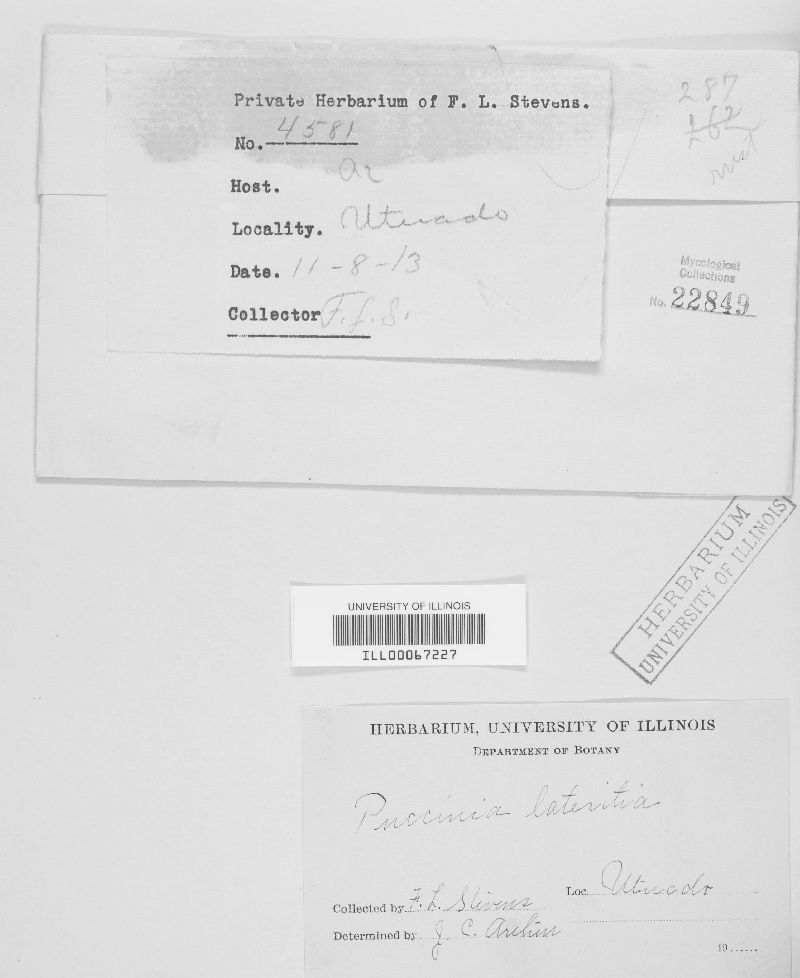 Private Herbarium of F. L. Stevens.
No. 4581
Host.
Locality. Utuado
Date. 11-8-13
Collector F. L. S.
287
262
rust
Mycological
Collections
No. 22849
HERBARIUM
UNIVERSITY OF ILLINOIS
UNIVERSITY OF ILLINOIS
ILL00067227
HERBARIUM, UNIVERSITY OF ILLINOIS
DEPARTMENT OF BOTANY
Puccinia lateritia
Loc. Utuado
Collected by F. L. Stevens
Determined by J. C.
19......